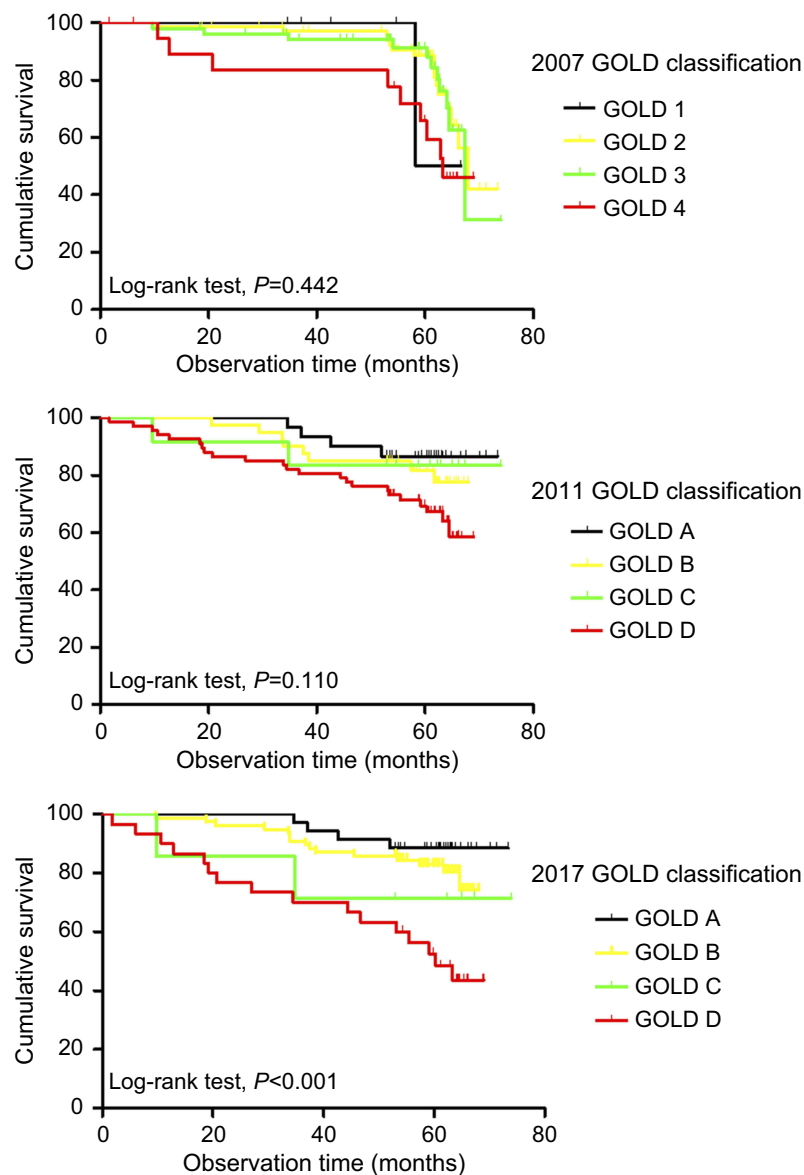 Cumulative survival
100
80
60
40
20
0
Log-rank test, P=0.442
0 20 40 60 80
Observation time (months)
2007 GOLD classification
GOLD 1
GOLD 2
GOLD 3
GOLD 4
Cumulative survival
100
80
60
40
20
0
Log-rank test, P=0.110
0 20 40 60 80
Observation time (months)
2011 GOLD classification
GOLD A
GOLD B
GOLD C
GOLD D
Cumulative survival
100
80
60
40
20
0
Log-rank test, P<0.001
0 20 40 60 80
Observation time (months)
2017 GOLD classification
GOLD A
GOLD B
GOLD C
GOLD D